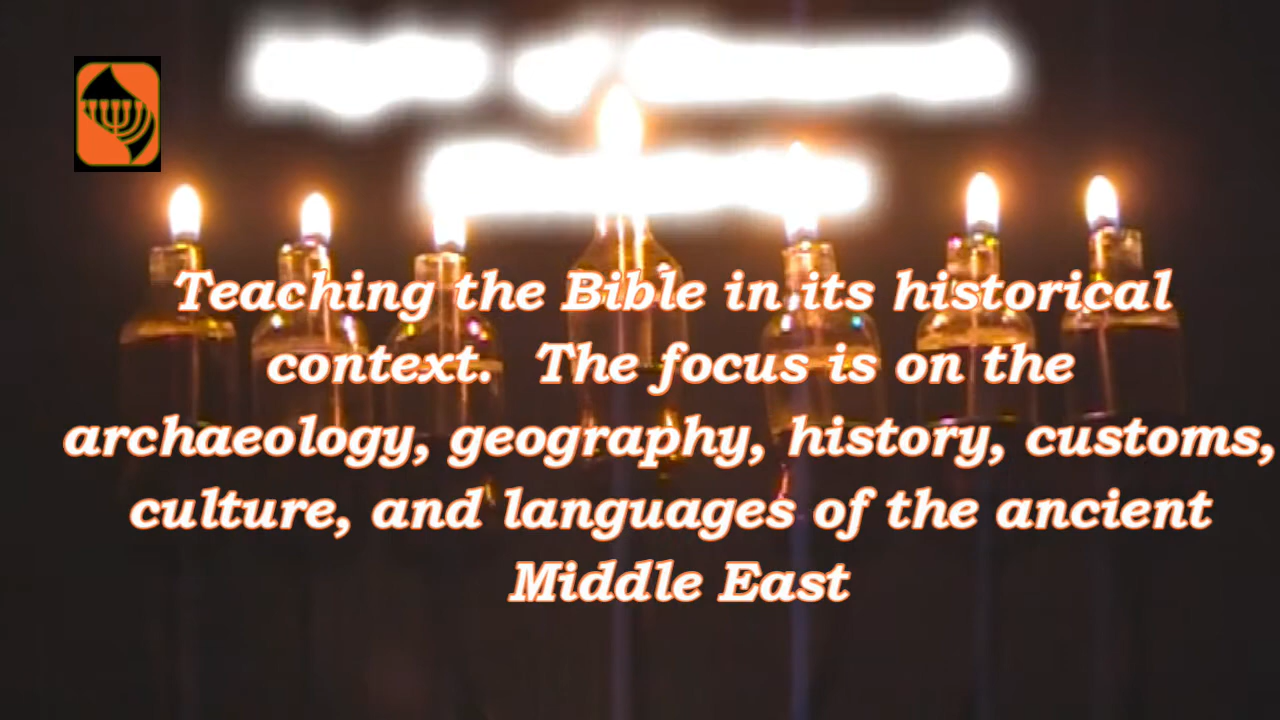 Teaching the Bible in its historical
context.  The focus is on the
archaeology, geography, history, customs,
culture, and languages of the ancient
Middle East